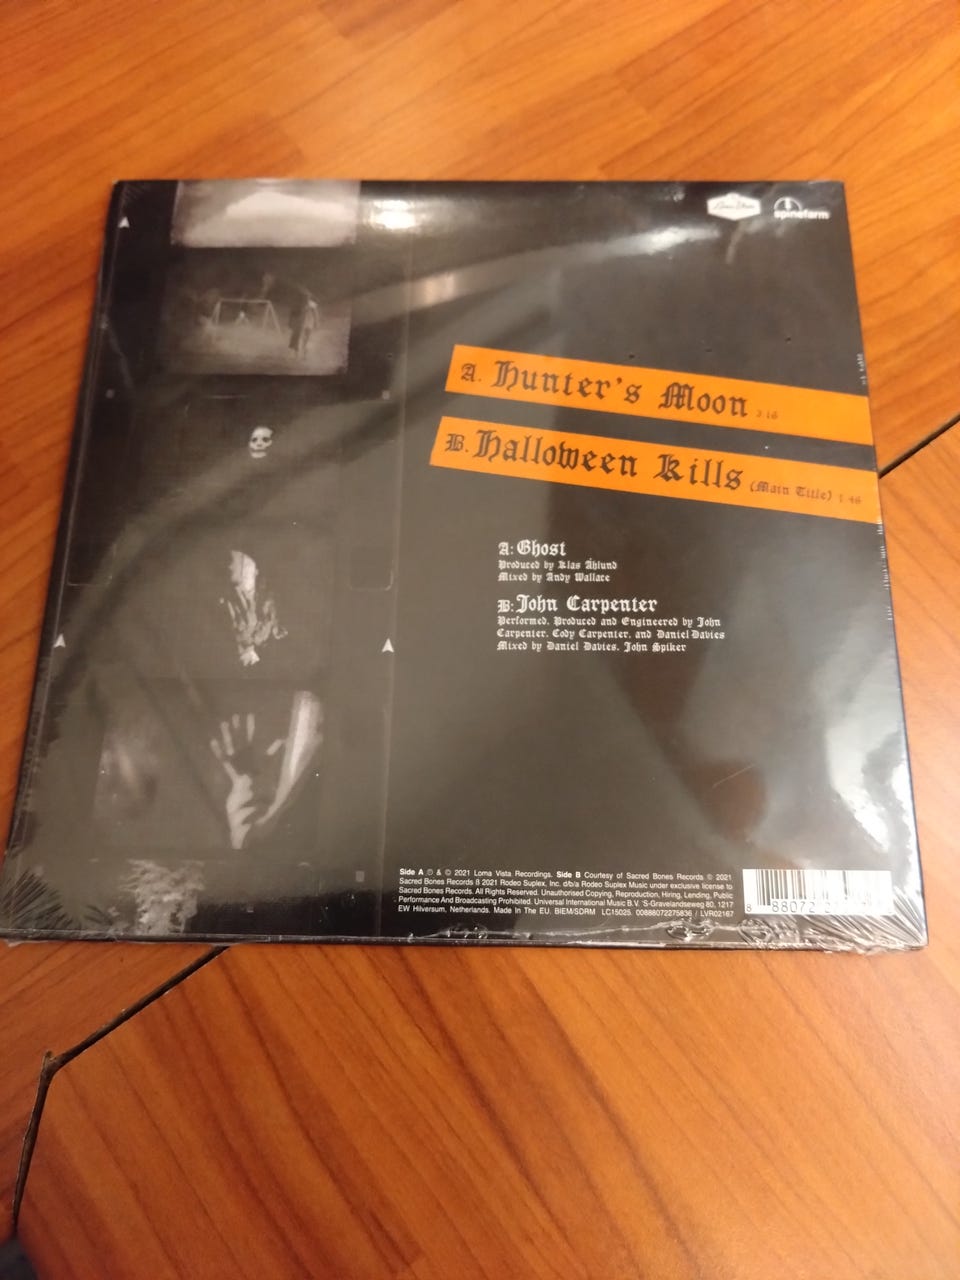 Loma Vista
spinefarm
A. Hunter's Moon 3:16
B. Halloween Kills (Main Title) 1:46
A: Ghost
Produced by Klas Åhlund
Mixed by Andy Wallace
B: John Carpenter
Performed, Produced and Engineered by John
Carpenter, Cody Carpenter, and Daniel Davies
Mixed by Daniel Davies, John Spiker
Side A ℗ & © 2021 Loma Vista Recordings. Side B Courtesy of Sacred Bones Records ℗ 2021
Sacred Bones Records & 2021 Rodeo Suplex, Inc. d/b/a Rodeo Suplex Music under exclusive license to
Sacred Bones Records. All Rights Reserved. Unauthorised Copying, Reproduction, Hiring, Lending, Public
Performance And Broadcasting Prohibited. Universal International Music B.V. 'S-Gravelandseweg 80, 1217
EW Hilversum, Netherlands. Made In The EU. BIEM/SDRM LC15025. 00888072275836 / LVR02167
8 88072